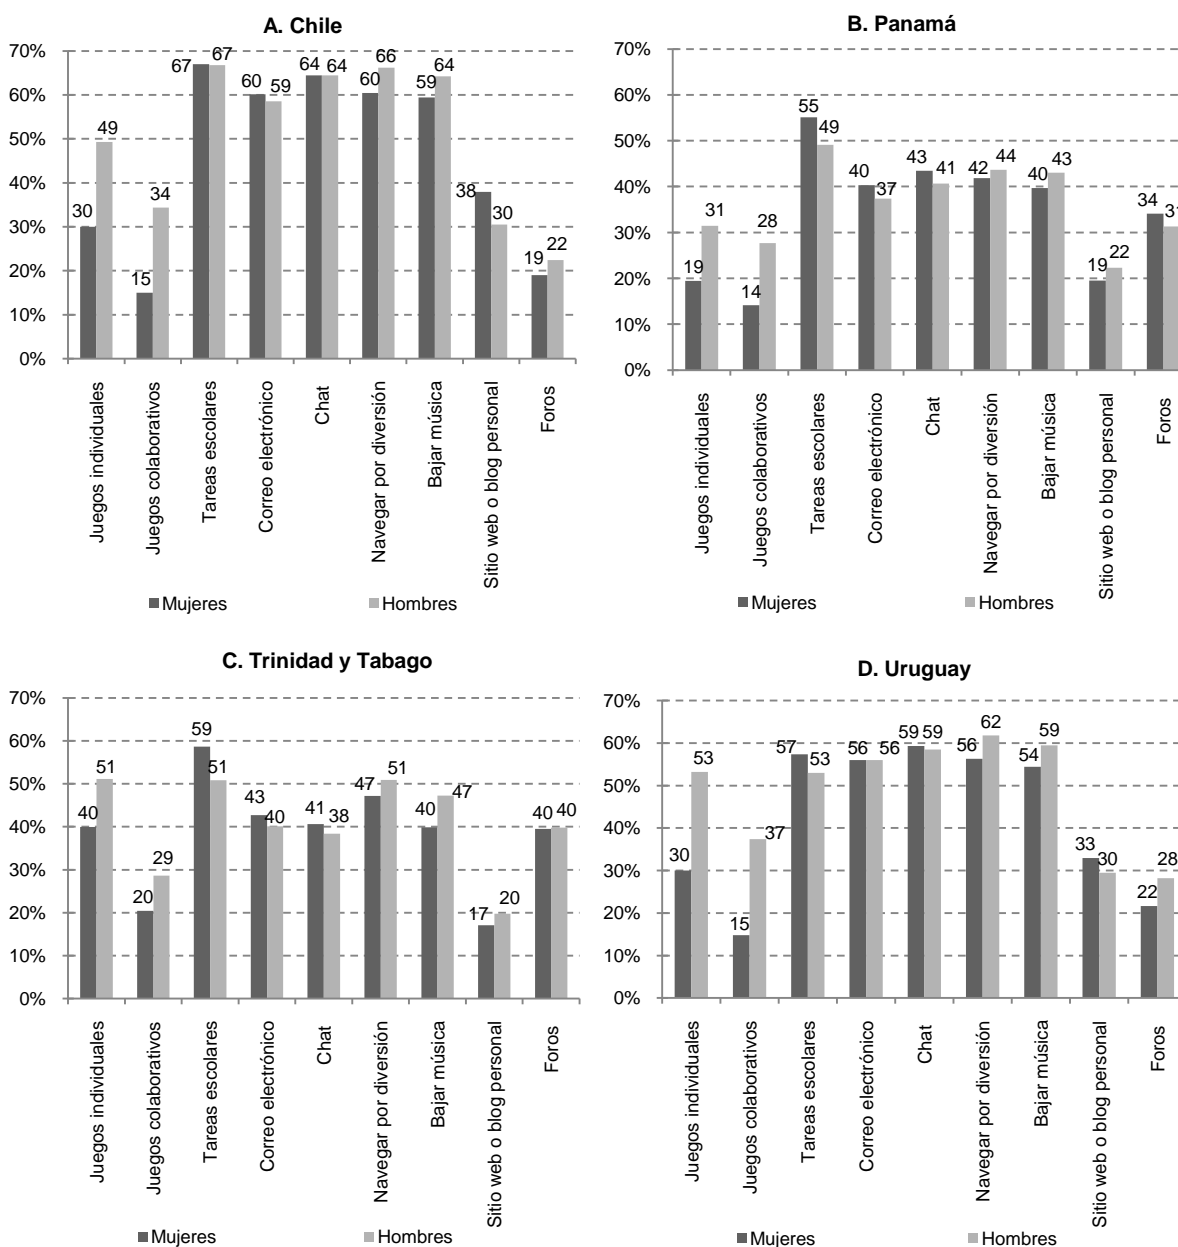 A. Chile
70%
60%
50%
40%
30%
20%
10%
0%
30 49 15 34 67 67 60 59 64 64 60 66 59 64 38 30 19 22
Juegos individuales
Juegos colaborativos
Tareas escolares
Correo electrónico
Chat
Navegar por diversión
Bajar música
Sitio web o blog personal
Foros
Mujeres Hombres
B. Panamá
70%
60%
50%
40%
30%
20%
10%
0%
19 31 14 28 55 49 40 37 43 41 42 44 40 43 19 22 34 31
Juegos individuales
Juegos colaborativos
Tareas escolares
Correo electrónico
Chat
Navegar por diversión
Bajar música
Sitio web o blog personal
Foros
Mujeres Hombres
C. Trinidad y Tabago
70%
60%
50%
40%
30%
20%
10%
0%
40 51 20 29 59 51 43 40 41 38 47 51 40 47 17 20 40 40
Juegos individuales
Juegos colaborativos
Tareas escolares
Correo electrónico
Chat
Navegar por diversión
Bajar música
Sitio web o blog personal
Foros
Mujeres Hombres
D. Uruguay
70%
60%
50%
40%
30%
20%
10%
0%
30 53 15 37 57 53 56 56 59 59 56 62 54 59 33 30 22 28
Juegos individuales
Juegos colaborativos
Tareas escolares
Correo electrónico
Chat
Navegar por diversión
Bajar música
Sitio web o blog personal
Foros
Mujeres Hombres